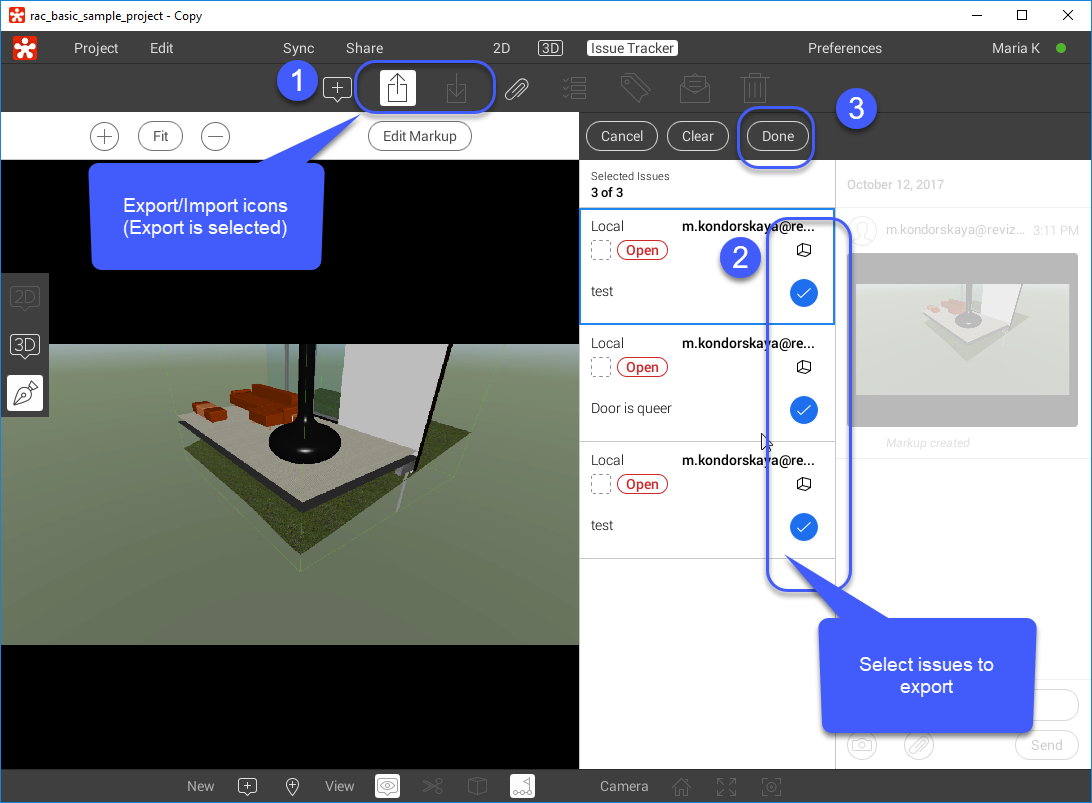 rac_basic_sample_project - Copy
Project Edit Sync Share 2D 3D Issue Tracker Preferences Maria K
1
3
Fit Edit Markup Cancel Clear Done
Export/Import icons
(Export is selected)
Selected Issues
3 of 3
October 12, 2017
Local m.kondorskaya@re...
Open
2
test
m.kondorskaya@reviz... 3:11 PM
2D
3D
Local m.kondorskaya@re...
Open
Door is queer
Markup created
Local m.kondorskaya@re...
Open
test
Select issues to
export
Send
New View Camera